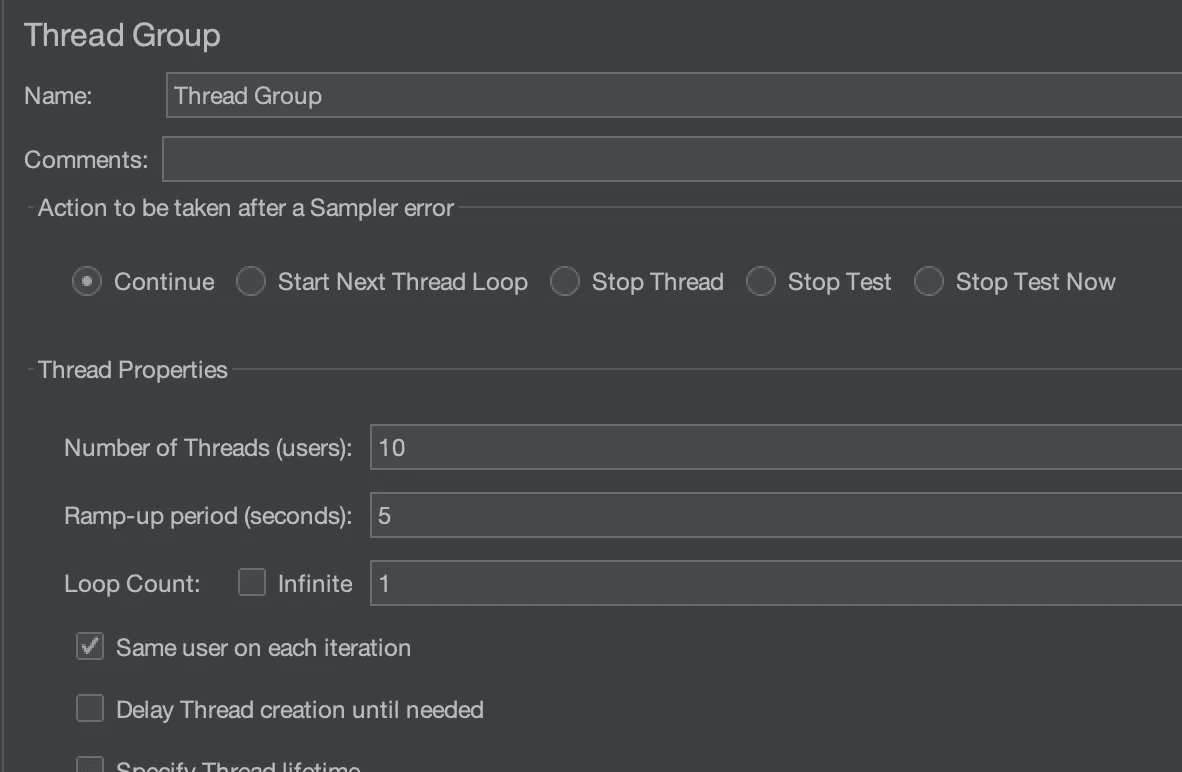 Thread Group
Name: Thread Group
Comments:
Action to be taken after a Sampler error
Continue Start Next Thread Loop Stop Thread Stop Test Stop Test Now
Thread Properties
Number of Threads (users): 10
Ramp-up period (seconds): 5
Loop Count: Infinite 1
Same user on each iteration
Delay Thread creation until needed
Specify Thread lifetime